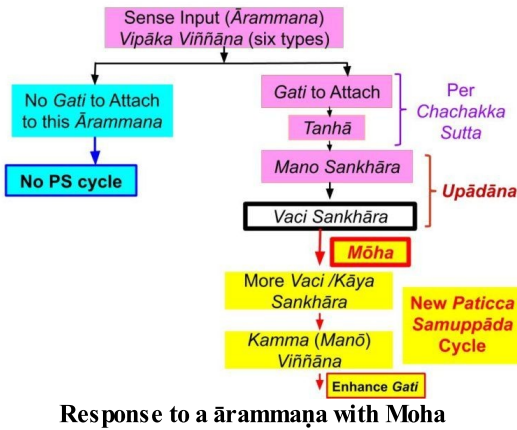 Sense Input (Ārammana)
Vipāka Viññāna (six types)
No Gati to Attach
to this Ārammana
Gati to Attach
Per
Chachakka
Sutta
Tanhā
No PS cycle
Mano Sankhāra
Upādāna
Vaci Sankhāra
Mōha
More Vaci /Kāya
Sankhāra
New Paticca
Samuppāda
Cycle
Kamma (Manō)
Viññāna
Enhance Gati
Response to a ārammaṇa with Moha